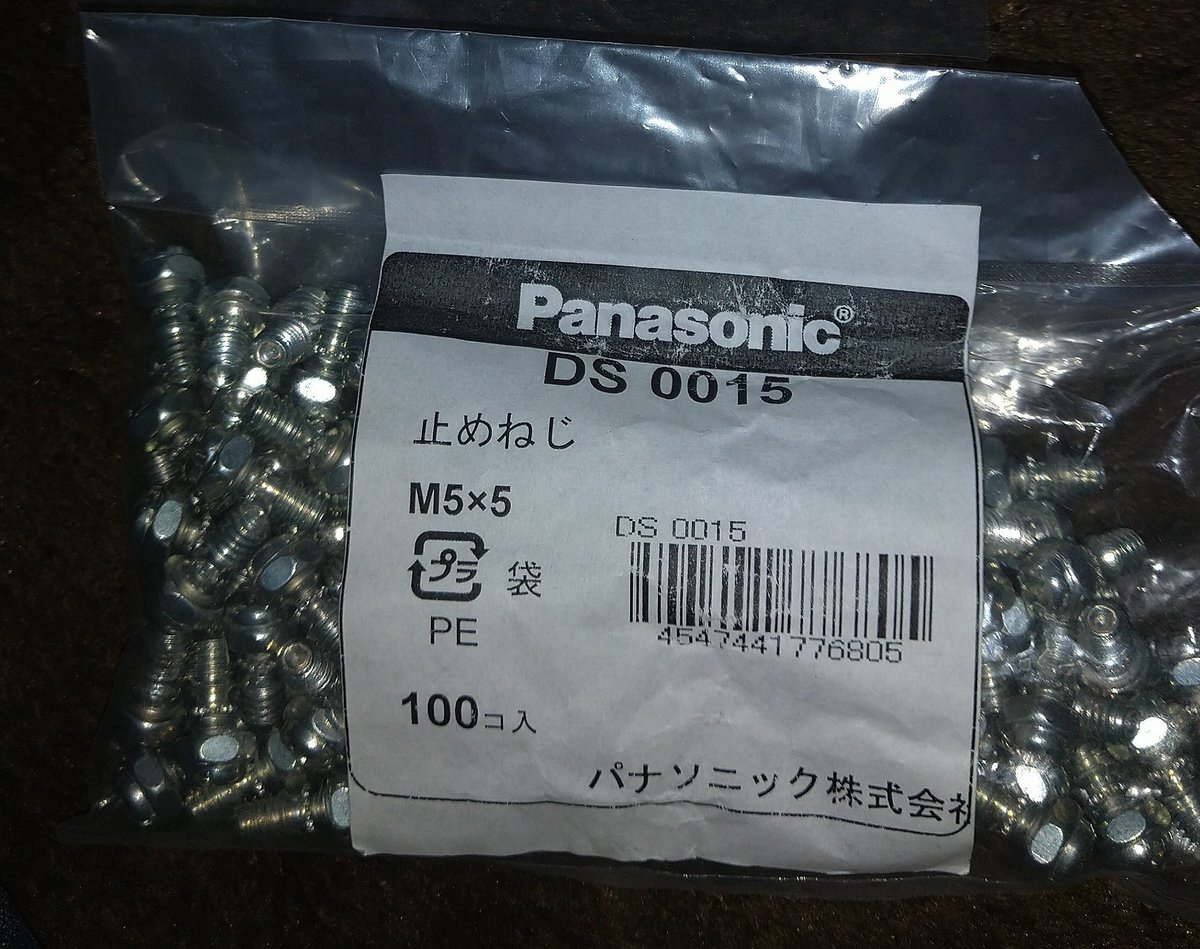 Panasonic®
DS 0015
止めねじ
M5×5
DS 0015
プラ 袋
4547441776805
PE
100コ入
パナソニック株式会社